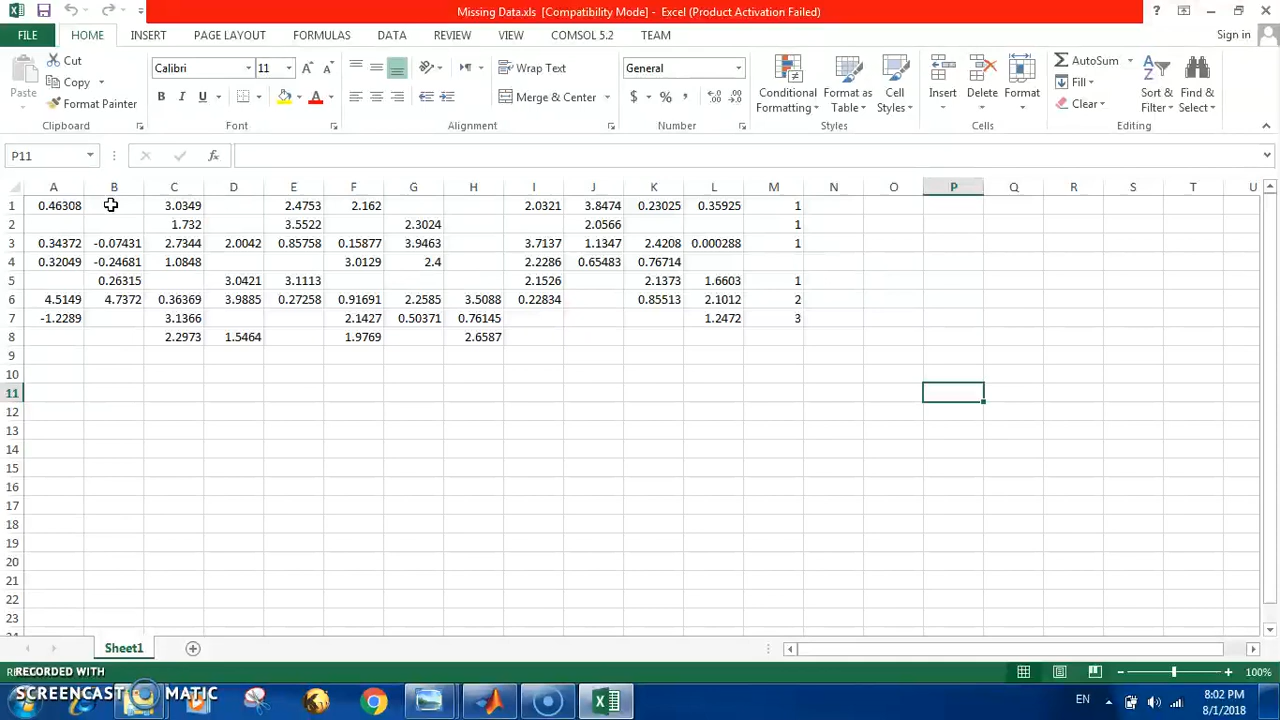 Missing Data.xls [Compatibility Mode] - Excel (Product Activation Failed)
FILE HOME INSERT PAGE LAYOUT FORMULAS DATA REVIEW VIEW COMSOL 5.2 TEAM Sign in
Paste Cut Copy Format Painter
Calibri 11
B I U A
Wrap Text
Merge & Center
General
$ % ,
Conditional Formatting Format as Table Cell Styles
Insert Delete Format
AutoSum Fill Clear Sort & Filter Find & Select
Clipboard Font Alignment Number Styles Cells Editing
P11 fx
A B C D E F G H I J K L M N O P Q R S T U
1 0.46308 3.0349 2.4753 2.162 2.0321 3.8474 0.23025 0.35925 1
2 1.732 3.5522 2.3024 2.0566 1
3 0.34372 -0.07431 2.7344 2.0042 0.85758 0.15877 3.9463 3.7137 1.1347 2.4208 0.000288 1
4 0.32049 -0.24681 1.0848 3.0129 2.4 2.2286 0.65483 0.76714
5 0.26315 3.0421 3.1113 2.1526 2.1373 1.6603 1
6 4.5149 4.7372 0.36369 3.9885 0.27258 0.91691 2.2585 3.5088 0.22834 0.85513 2.1012 2
7 -1.2289 3.1366 2.1427 0.50371 0.76145 1.2472 3
8 2.2973 1.5464 1.9769 2.6587
9
10
11
12
13
14
15
16
17
18
19
20
21
22
23
Sheet1
100%
RECORDED WITH
SCREENCAST MATIC
EN 8:02 PM
8/1/2018